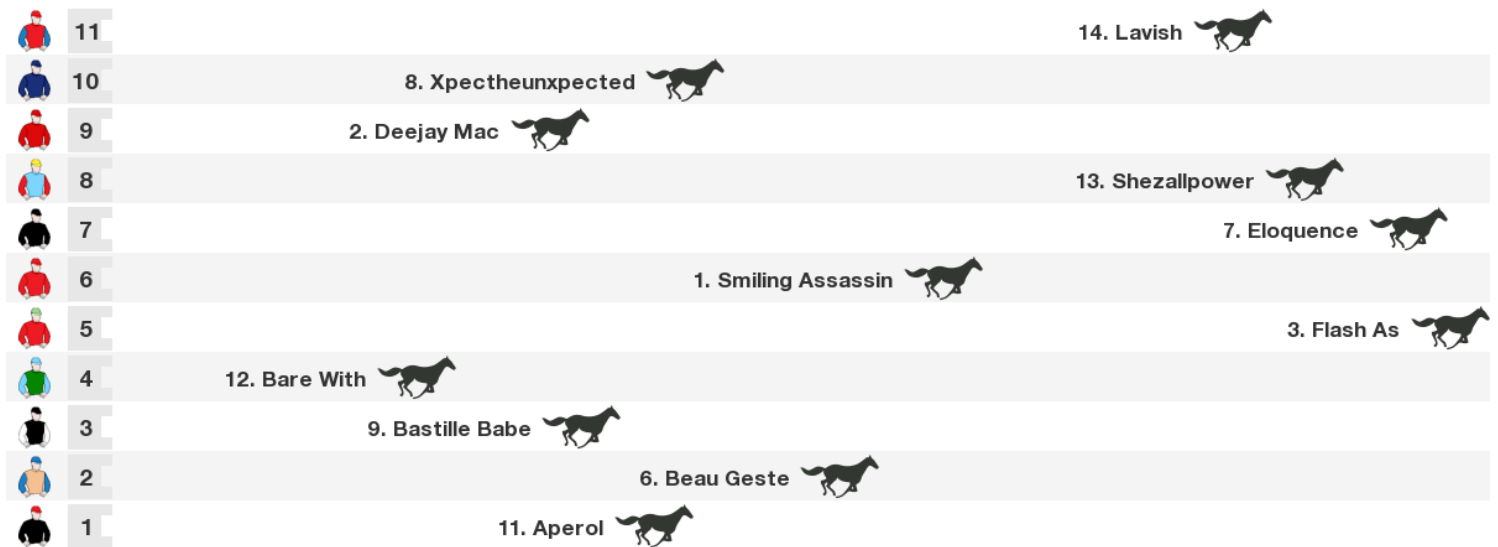 11 14. Lavish
10 8. Xpectheunxpected
9 2. Deejay Mac
8 13. Shezallpower
7 7. Eloquence
6 1. Smiling Assassin
5 3. Flash As
4 12. Bare With
3 9. Bastille Babe
2 6. Beau Geste
1 11. Aperol